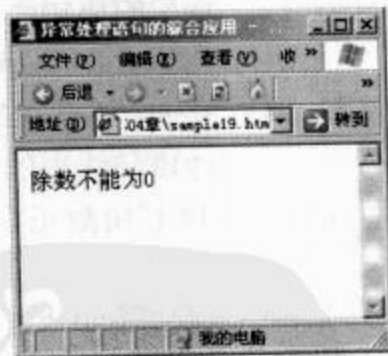 异常处理语句的综合应用 -
文件(F) 编辑(E) 查看(V) 收 »
后退 »
地址(D) 04章\sample19.htm 转到
除数不能为0
我的电脑